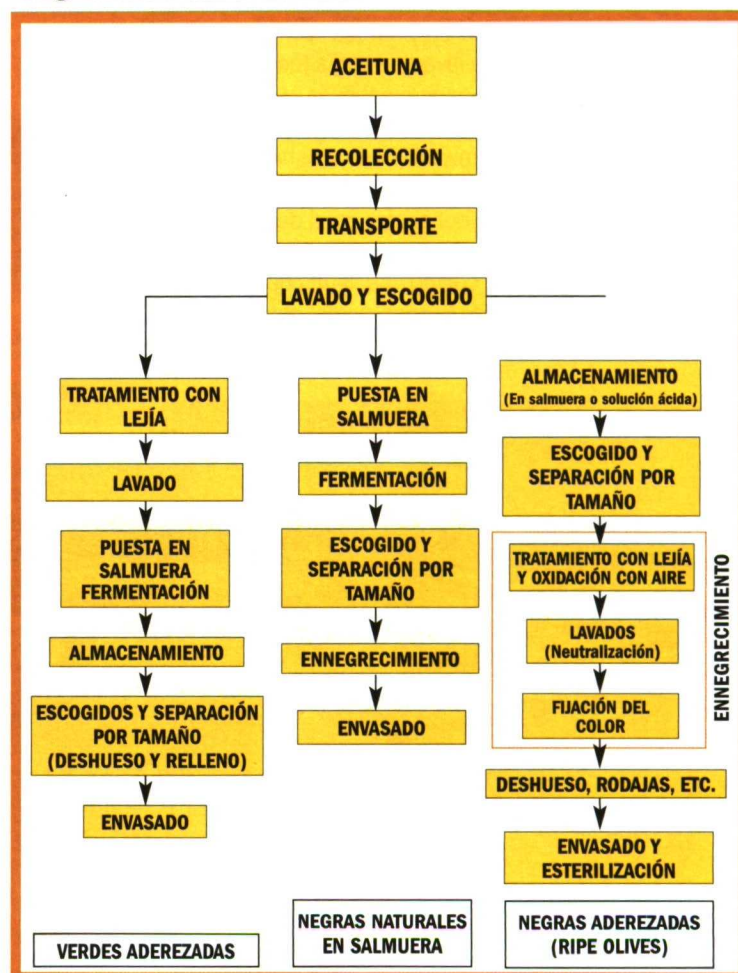 ACEITUNA
RECOLECCIÓN
TRANSPORTE
LAVADO Y ESCOGIDO
TRATAMIENTO CON
LEJÍA
LAVADO
PUESTA EN
SALMUERA
FERMENTACIÓN
ALMACENAMIENTO
ESCOGIDOS Y SEPARACIÓN
POR TAMAÑO
(DESHUESO Y RELLENO)
ENVASADO
VERDES ADEREZADAS
PUESTA EN
SALMUERA
FERMENTACIÓN
ESCOGIDO Y
SEPARACIÓN POR
TAMAÑO
ENNEGRECIMIENTO
ENVASADO
NEGRAS NATURALES
EN SALMUERA
ALMACENAMIENTO
(En salmuera o solución ácida)
ESCOGIDO Y
SEPARACIÓN POR
TAMAÑO
TRATAMIENTO CON LEJÍA
Y OXIDACIÓN CON AIRE
LAVADOS
(Neutralización)
FIJACIÓN DEL
COLOR
ENNEGRECIMIENTO
DESHUESO, RODAJAS, ETC.
ENVASADO Y
ESTERILIZACIÓN
NEGRAS ADEREZADAS
(RIPE OLIVES)